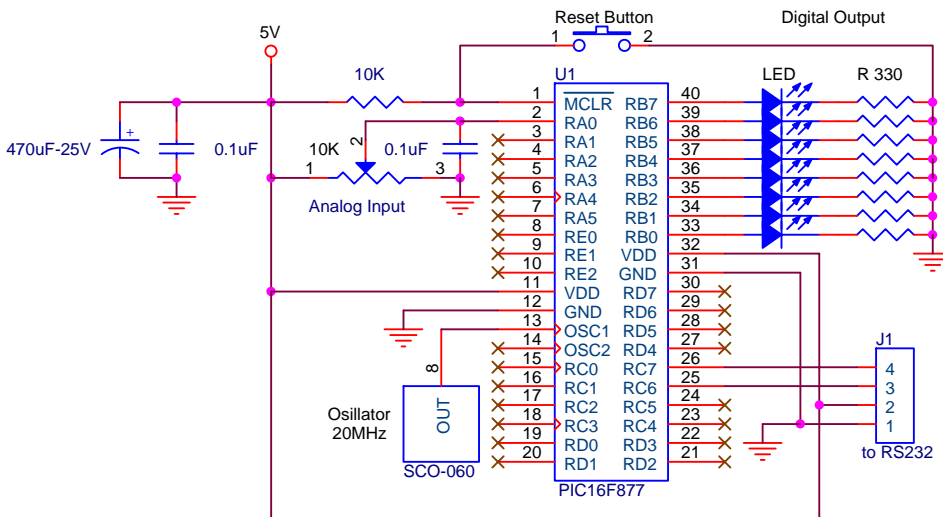 Reset Button
Digital Output
5V
1
2
10K
U1
LED
R 330
470uF-25V
+
0.1uF
10K
2
0.1uF
1
3
Analog Input
1 MCLR RB7 40
2 RA0 RB6 39
3 RA1 RB5 38
4 RA2 RB4 37
5 RA3 RB3 36
6 RA4 RB2 35
7 RA5 RB1 34
8 RE0 RB0 33
9 RE1 VDD 32
10 RE2 GND 31
11 VDD RD7 30
12 GND RD6 29
13 OSC1 RD5 28
14 OSC2 RD4 27
15 RC0 RC7 26
16 RC1 RC6 25
17 RC2 RC5 24
18 RC3 RC4 23
19 RD0 RD3 22
20 RD1 RD2 21
PIC16F877
8
OUT
Osillator
20MHz
SCO-060
J1
4
3
2
1
to RS232